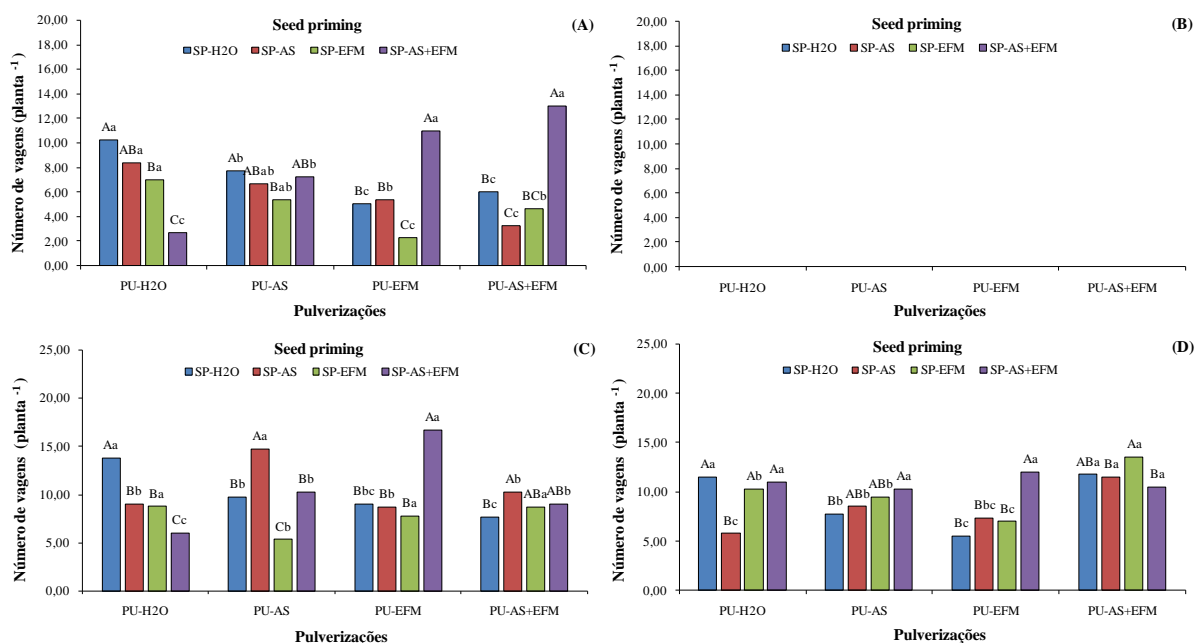 Seed priming (A)
SP-H2O SP-AS SP-EFM SP-AS+EFM
Número de vagens (planta -1)
20,00
18,00
16,00
14,00
12,00
10,00
8,00
6,00
4,00
2,00
0,00
Aa ABa Ba Cc
Ab ABab Bab ABb
Bc Bb Cc Aa
Bc Cc BCb Aa
PU-H2O PU-AS PU-EFM PU-AS+EFM
Pulverizações
(B)
Número de vagens (planta -1)
20,00
18,00
16,00
14,00
12,00
10,00
8,00
6,00
4,00
2,00
0,00
PU-H2O PU-AS PU-EFM PU-AS+EFM
Pulverizações
Seed priming (C)
SP-H2O SP-AS SP-EFM SP-AS+EFM
Número de vagens (planta -1)
25,00
20,00
15,00
10,00
5,00
0,00
Aa Bb Ba Cc
Bb Aa Cb Bb
Bbc Bb Ba Aa
Bc Ab ABa ABb
PU-H2O PU-AS PU-EFM PU-AS+EFM
Pulverizações
Seed priming (D)
SP-H2O SP-AS SP-EFM SP-AS+EFM
Número de vagens (planta -1)
25,00
20,00
15,00
10,00
5,00
0,00
Aa Bc Ab Aa
Bb ABb ABb Aa
Bc Bbc Bc Aa
ABa Ba Aa Ba
PU-H2O PU-AS PU-EFM PU-AS+EFM
Pulverizações